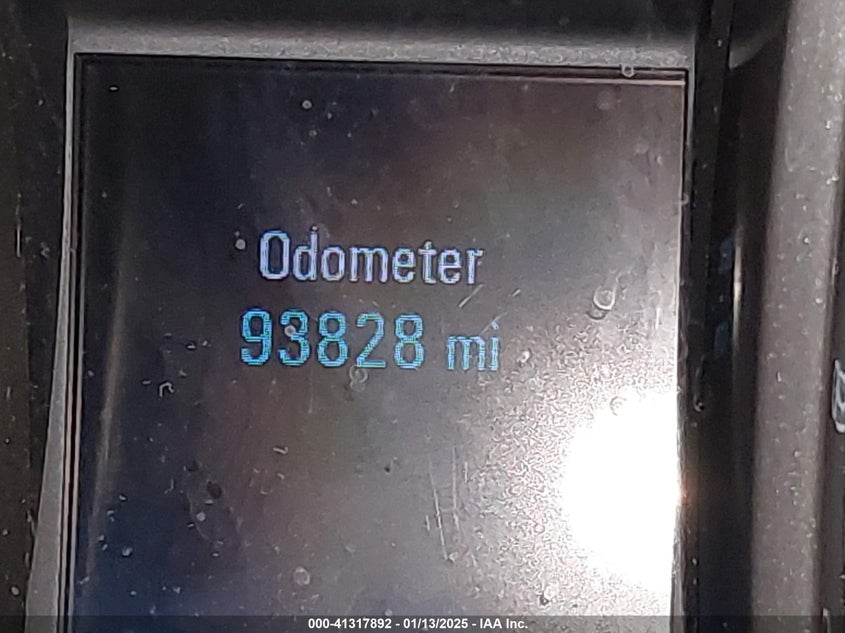 Odometer
93828 mi
000-41317892 - 01/13/2025 - IAA Inc.